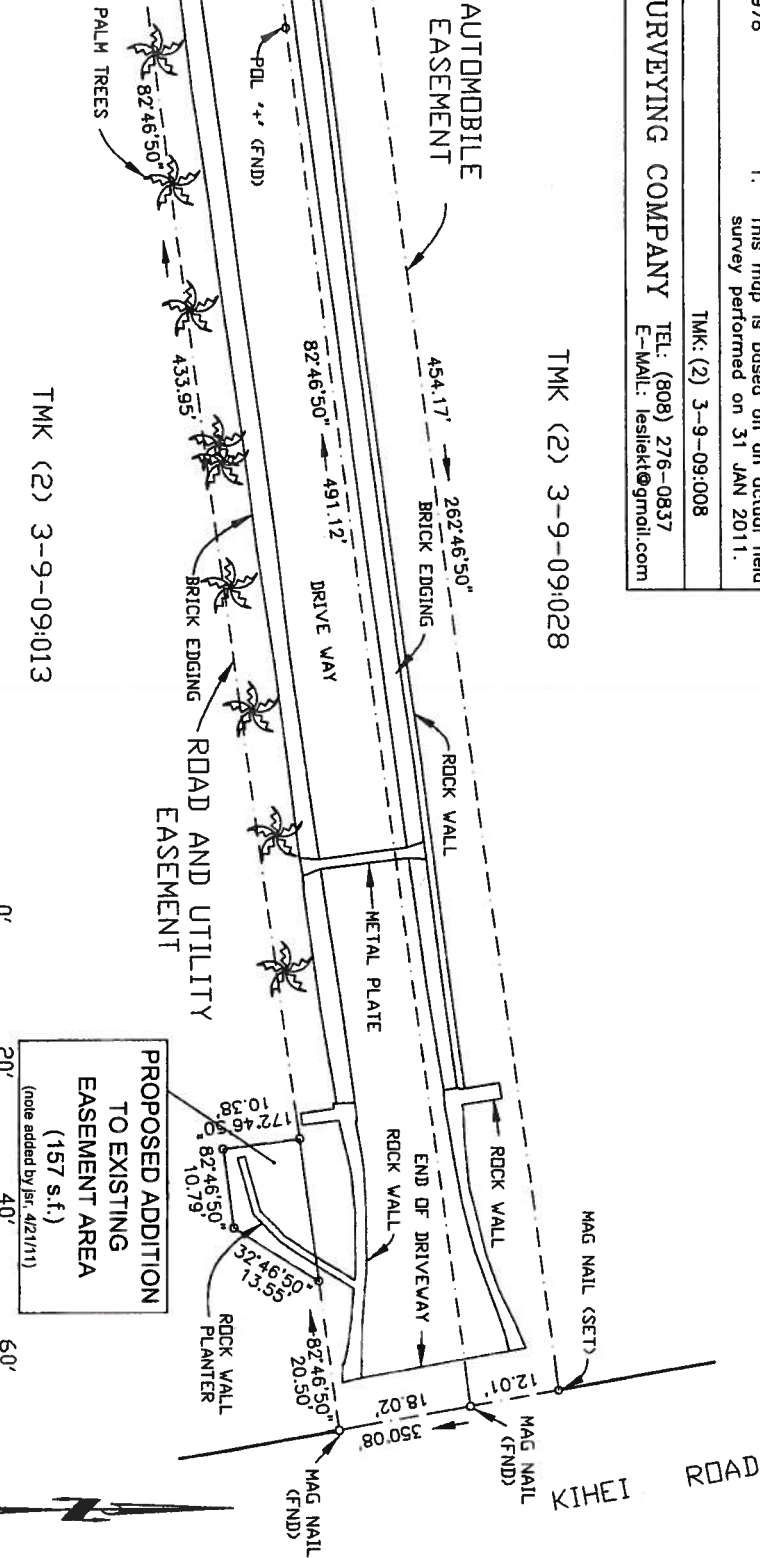 978
1. This map is based on an actual field
survey performed on 31 JAN 2011.
TMK: (2) 3-9-09:008
URVEYING COMPANY
TEL: (808) 276-0837
E-MAIL: lesliekt@gmail.com
AUTOMOBILE
EASEMENT
TMK (2) 3-9-09:028
PALM TREES
82°46'50"
POL "+" (FND)
454.17'
262°46'50"
BRICK EDGING
82°46'50"
491.12'
433.95'
DRIVE WAY
ROCK WALL
BRICK EDGING
ROAD AND UTILITY
EASEMENT
METAL PLATE
TMK (2) 3-9-09:013
ROCK WALL
ROCK WALL
END OF DRIVEWAY
MAG NAIL (SET)
172°46'50"
10.38'
82°46'50"
10.79'
32°46'50"
13.55'
ROCK WALL
PLANTER
82°46'50"
20.50'
12.01'
18.02'
350°08'
MAG NAIL
(FND)
MAG NAIL
(FND)
KIHEI ROAD
PROPOSED ADDITION
TO EXISTING
EASEMENT AREA
(157 s.f.)
(note added by jsr, 4/21/11)
0' 20' 40' 60'